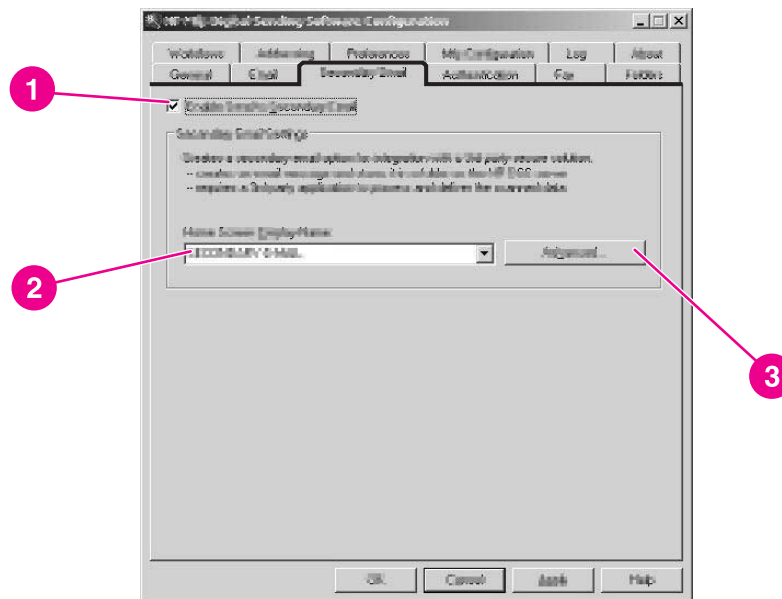 HP MFP Digital Sending Software Configuration
Workflows Addressing Preferences Mfp Configuration Log About
General Email Secondary Email Authentication Fax Folders
1
Enable Send to Secondary Email
Secondary Email Settings
Creates a secondary email option for integration with a 3rd party secure solution.
-- creates an email message and stores it in a folder on the HP DSS server
-- requires a 3rd party application to process and deliver the scanned data
Home Screen Display Name:
SECONDARY E-MAIL
Advanced...
2
3
OK Cancel Apply Help